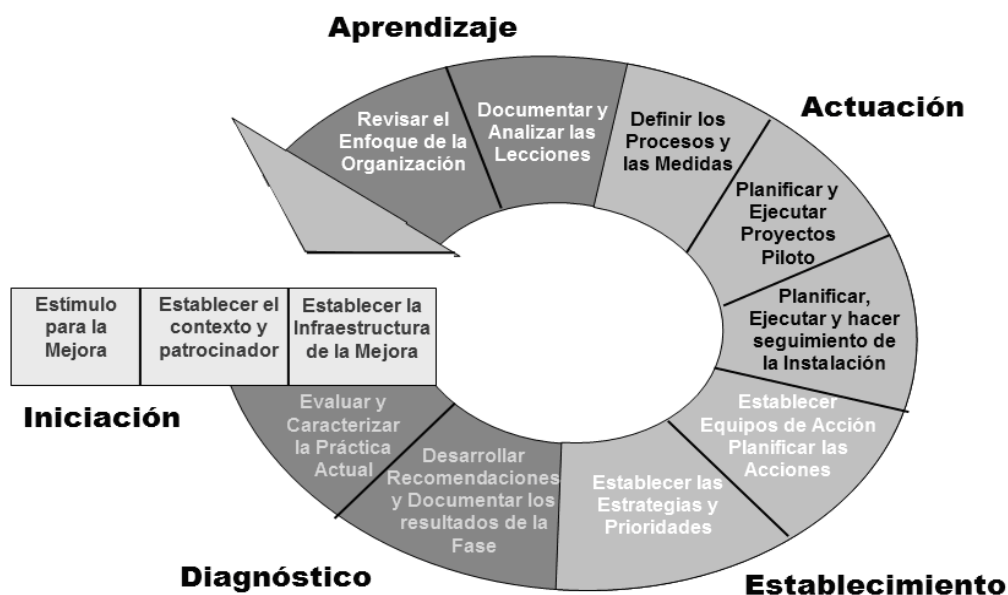 Aprendizaje
Revisar el
Enfoque de la
Organización
Documentar y
Analizar las
Lecciones
Definir los
Procesos y
las Medidas
Actuación
Planificar y
Ejecutar
Proyectos
Piloto
Planificar,
Ejecutar y hacer
seguimiento de
la Instalación
Estímulo
para la
Mejora
Establecer el
contexto y
patrocinador
Establecer la
Infraestructura
de la Mejora
Iniciación
Evaluar y
Caracterizar
la Práctica
Actual
Desarrollar
Recomendaciones
y Documentar los
resultados de la
Fase
Diagnóstico
Establecer las
Estrategias y
Prioridades
Establecer
Equipos de Acción
Planificar las
Acciones
Establecimiento